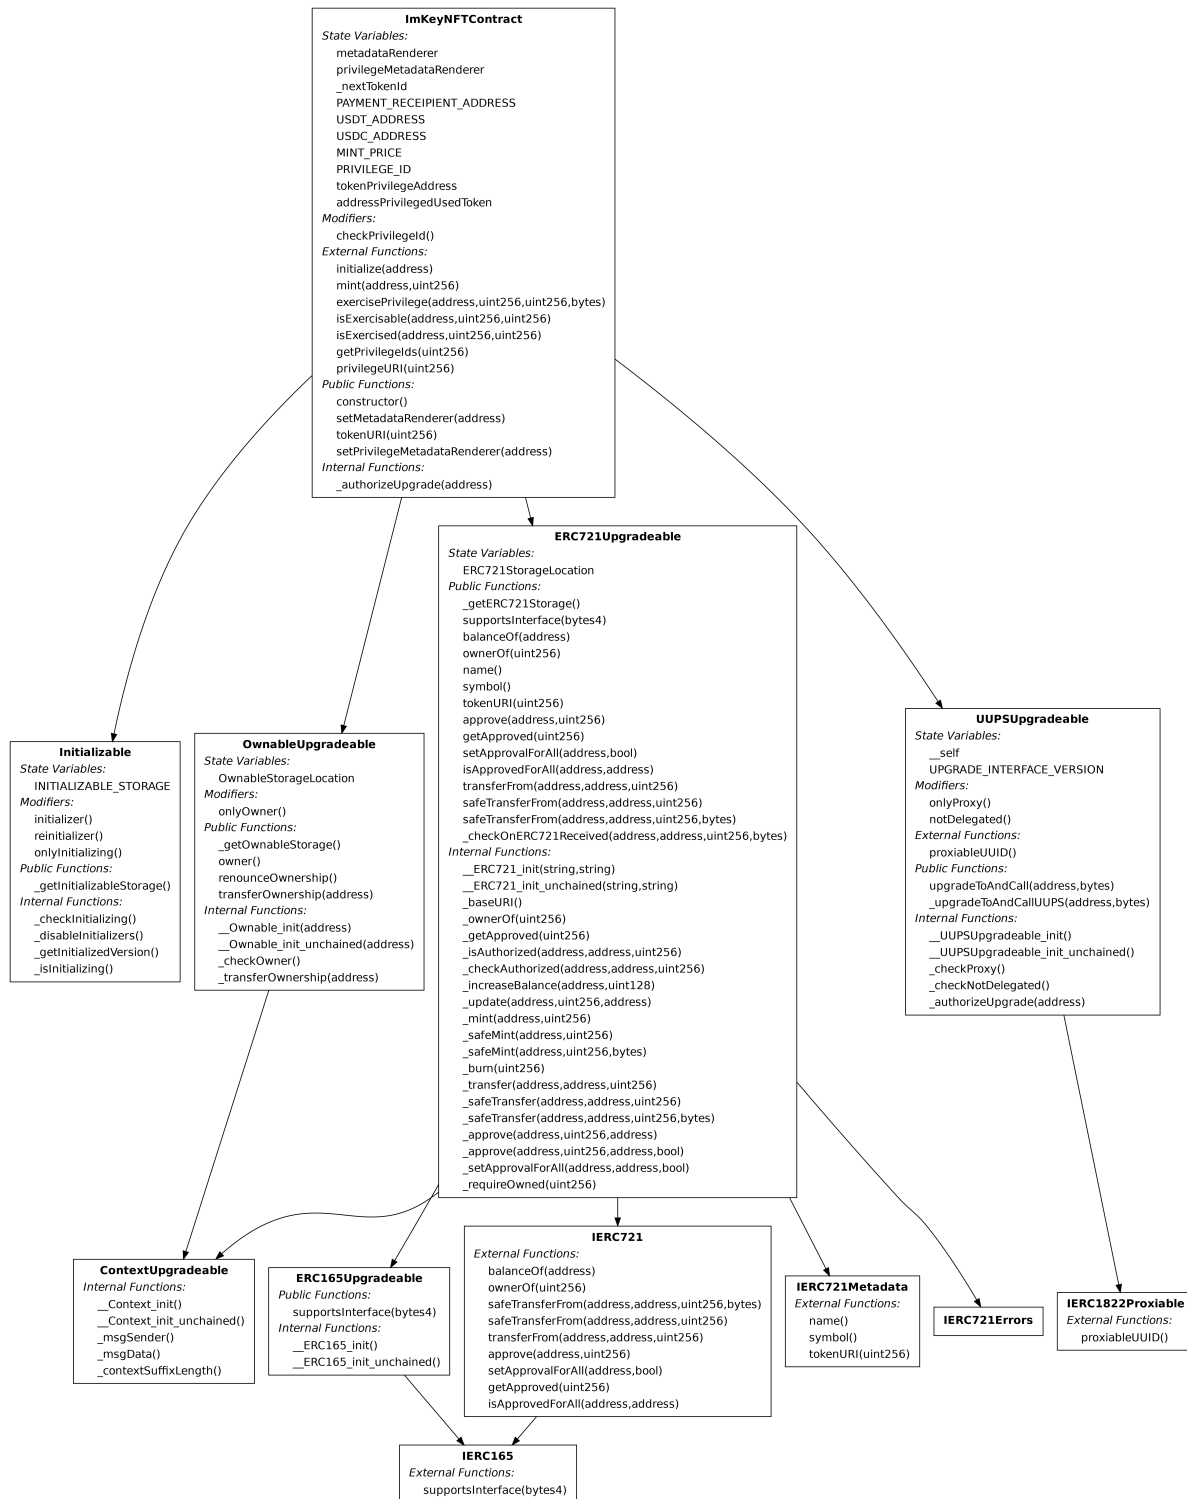 ImKeyNFTContract
State Variables:
metadataRenderer
privilegeMetadataRenderer
_nextTokenId
PAYMENT_RECEIPIENT_ADDRESS
USDT_ADDRESS
USDC_ADDRESS
MINT_PRICE
PRIVILEGE_ID
tokenPrivilegeAddress
addressPrivilegedUsedToken
Modifiers:
checkPrivilegeId()
External Functions:
initialize(address)
mint(address,uint256)
exercisePrivilege(address,uint256,uint256,bytes)
isExercisable(address,uint256,uint256)
isExercised(address,uint256,uint256)
getPrivilegeIds(uint256)
privilegeURI(uint256)
Public Functions:
constructor()
setMetadataRenderer(address)
tokenURI(uint256)
setPrivilegeMetadataRenderer(address)
Internal Functions:
_authorizeUpgrade(address)
Initializable
State Variables:
INITIALIZABLE_STORAGE
Modifiers:
initializer()
reinitializer()
onlyInitializing()
Public Functions:
_getInitializableStorage()
Internal Functions:
_checkInitializing()
_disableInitializers()
_getInitializedVersion()
_isInitializing()
OwnableUpgradeable
State Variables:
OwnableStorageLocation
Modifiers:
onlyOwner()
Public Functions:
_getOwnableStorage()
owner()
renounceOwnership()
transferOwnership(address)
Internal Functions:
__Ownable_init(address)
__Ownable_init_unchained(address)
_checkOwner()
_transferOwnership(address)
ERC721Upgradeable
State Variables:
ERC721StorageLocation
Public Functions:
_getERC721Storage()
supportsInterface(bytes4)
balanceOf(address)
ownerOf(uint256)
name()
symbol()
tokenURI(uint256)
approve(address,uint256)
getApproved(uint256)
setApprovalForAll(address,bool)
isApprovedForAll(address,address)
transferFrom(address,address,uint256)
safeTransferFrom(address,address,uint256)
safeTransferFrom(address,address,uint256,bytes)
_checkOnERC721Received(address,address,uint256,bytes)
Internal Functions:
__ERC721_init(string,string)
__ERC721_init_unchained(string,string)
_baseURI()
_ownerOf(uint256)
_getApproved(uint256)
_isAuthorized(address,address,uint256)
_checkAuthorized(address,address,uint256)
_increaseBalance(address,uint128)
_update(address,uint256,address)
_mint(address,uint256)
_safeMint(address,uint256)
_safeMint(address,uint256,bytes)
_burn(uint256)
_transfer(address,address,uint256)
_safeTransfer(address,address,uint256)
_safeTransfer(address,address,uint256,bytes)
_approve(address,uint256,address)
_approve(address,uint256,address,bool)
_setApprovalForAll(address,address,bool)
_requireOwned(uint256)
UUPSUpgradeable
State Variables:
__self
UPGRADE_INTERFACE_VERSION
Modifiers:
onlyProxy()
notDelegated()
External Functions:
proxiableUUID()
Public Functions:
upgradeToAndCall(address,bytes)
_upgradeToAndCallUUPS(address,bytes)
Internal Functions:
__UUPSUpgradeable_init()
__UUPSUpgradeable_init_unchained()
_checkProxy()
_checkNotDelegated()
_authorizeUpgrade(address)
ContextUpgradeable
Internal Functions:
__Context_init()
__Context_init_unchained()
_msgSender()
_msgData()
_contextSuffixLength()
ERC165Upgradeable
Public Functions:
supportsInterface(bytes4)
Internal Functions:
__ERC165_init()
__ERC165_init_unchained()
IERC721
External Functions:
balanceOf(address)
ownerOf(uint256)
safeTransferFrom(address,address,uint256,bytes)
safeTransferFrom(address,address,uint256)
transferFrom(address,address,uint256)
approve(address,uint256)
setApprovalForAll(address,bool)
getApproved(uint256)
isApprovedForAll(address,address)
IERC721Metadata
External Functions:
name()
symbol()
tokenURI(uint256)
IERC721Errors
IERC1822Proxiable
External Functions:
proxiableUUID()
IERC165
External Functions:
supportsInterface(bytes4)